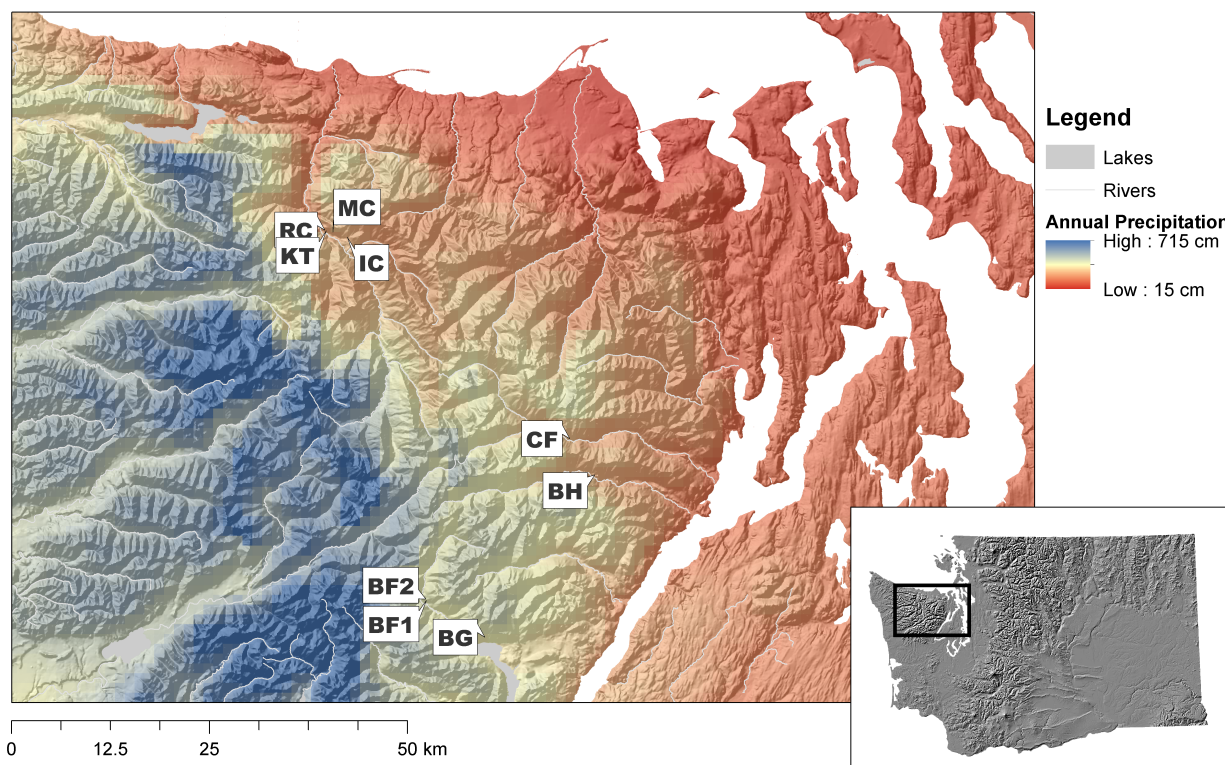 MC
RC
KT
IC
CF
BH
BF2
BF1
BG
Legend
Lakes
Rivers
Annual Precipitation
High : 715 cm
Low : 15 cm
0 12.5 25 50 km